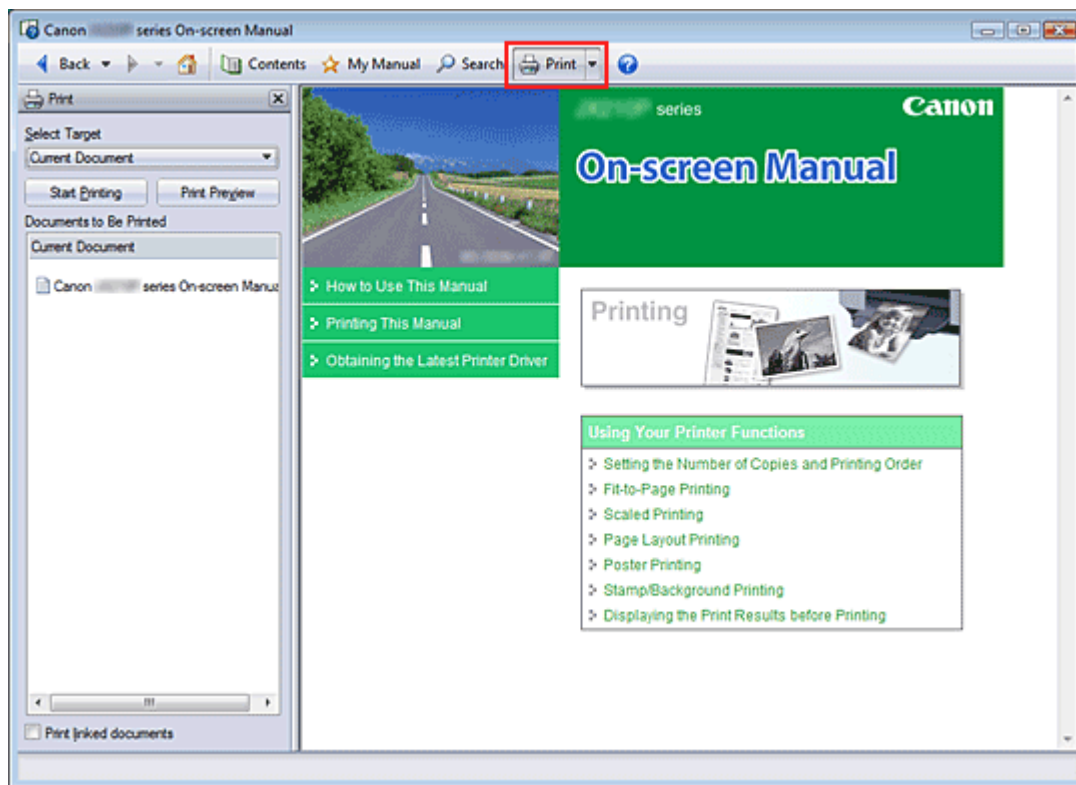 Canon series On-screen Manual
Back Contents My Manual Search Print
Print
Select Target
Current Document
Start Printing Print Preview
Documents to Be Printed
Current Document
Canon series On-screen Manua
Print linked documents
series Canon
On-screen Manual
How to Use This Manual
Printing This Manual
Obtaining the Latest Printer Driver
Printing
Using Your Printer Functions
Setting the Number of Copies and Printing Order
Fit-to-Page Printing
Scaled Printing
Page Layout Printing
Poster Printing
Stamp/Background Printing
Displaying the Print Results before Printing